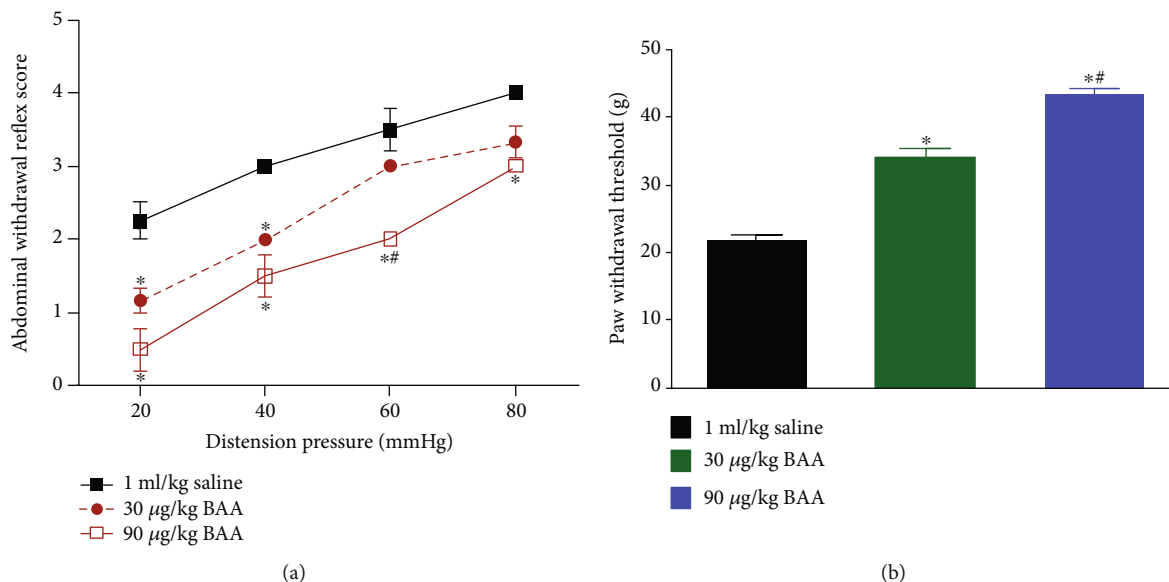 5
4
3
2
1
0
Abdominal withdrawal reflex score
*
*
*
*
*#
*
20
40
60
80
Distension pressure (mmHg)
1 ml/kg saline
30 μg/kg BAA
90 μg/kg BAA
(a)
50
40
30
20
10
0
Paw withdrawal threshold (g)
*
*#
1 ml/kg saline
30 μg/kg BAA
90 μg/kg BAA
(b)